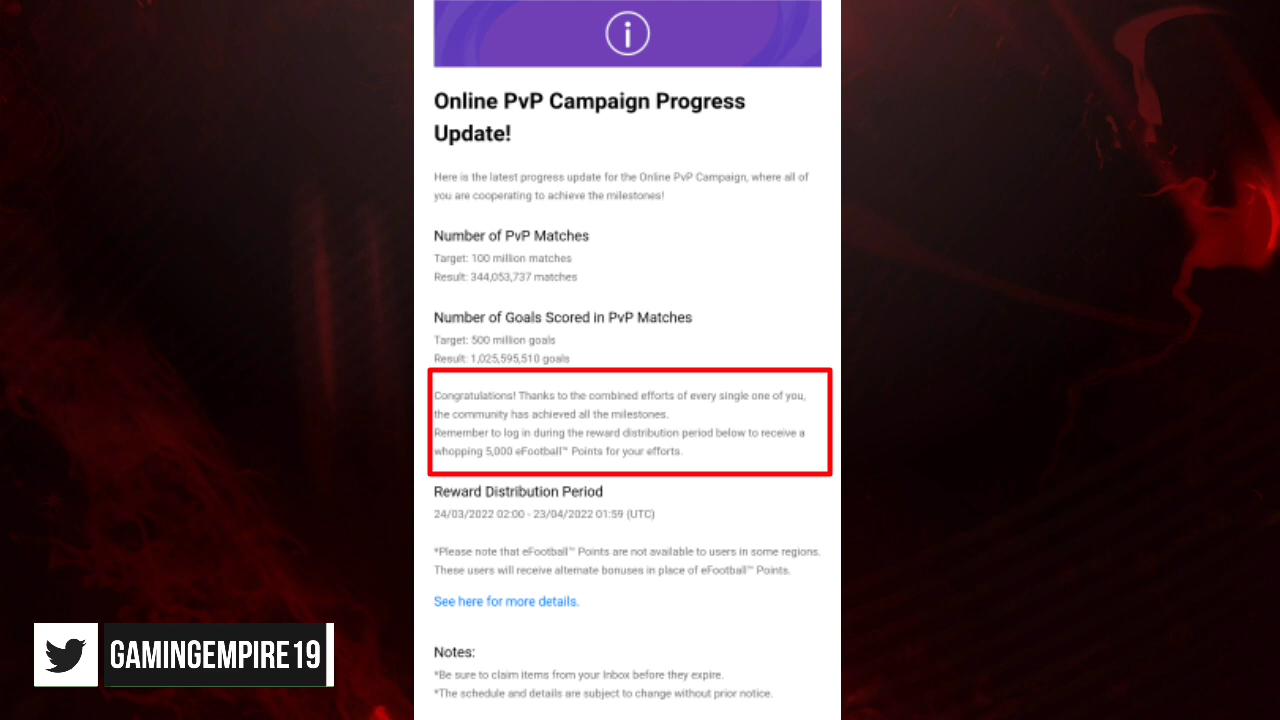 Online PvP Campaign Progress
Update!
Here is the latest progress update for the Online PvP Campaign, where all of
you are cooperating to achieve the milestones!
Number of PvP Matches
Target: 100 million matches
Result: 344,053,737 matches
Number of Goals Scored in PvP Matches
Target: 500 million goals
Result: 1,025,595,510 goals
Congratulations! Thanks to the combined efforts of every single one of you,
the community has achieved all the milestones.
Remember to log in during the reward distribution period below to receive a
whopping 5,000 eFootball™ Points for your efforts.
Reward Distribution Period
24/03/2022 02:00 - 23/04/2022 01:59 (UTC)
*Please note that eFootball™ Points are not available to users in some regions.
These users will receive alternate bonuses in place of eFootball™ Points.
See here for more details.
Notes:
*Be sure to claim items from your Inbox before they expire.
*The schedule and details are subject to change without prior notice.
GAMINGEMPIRE19